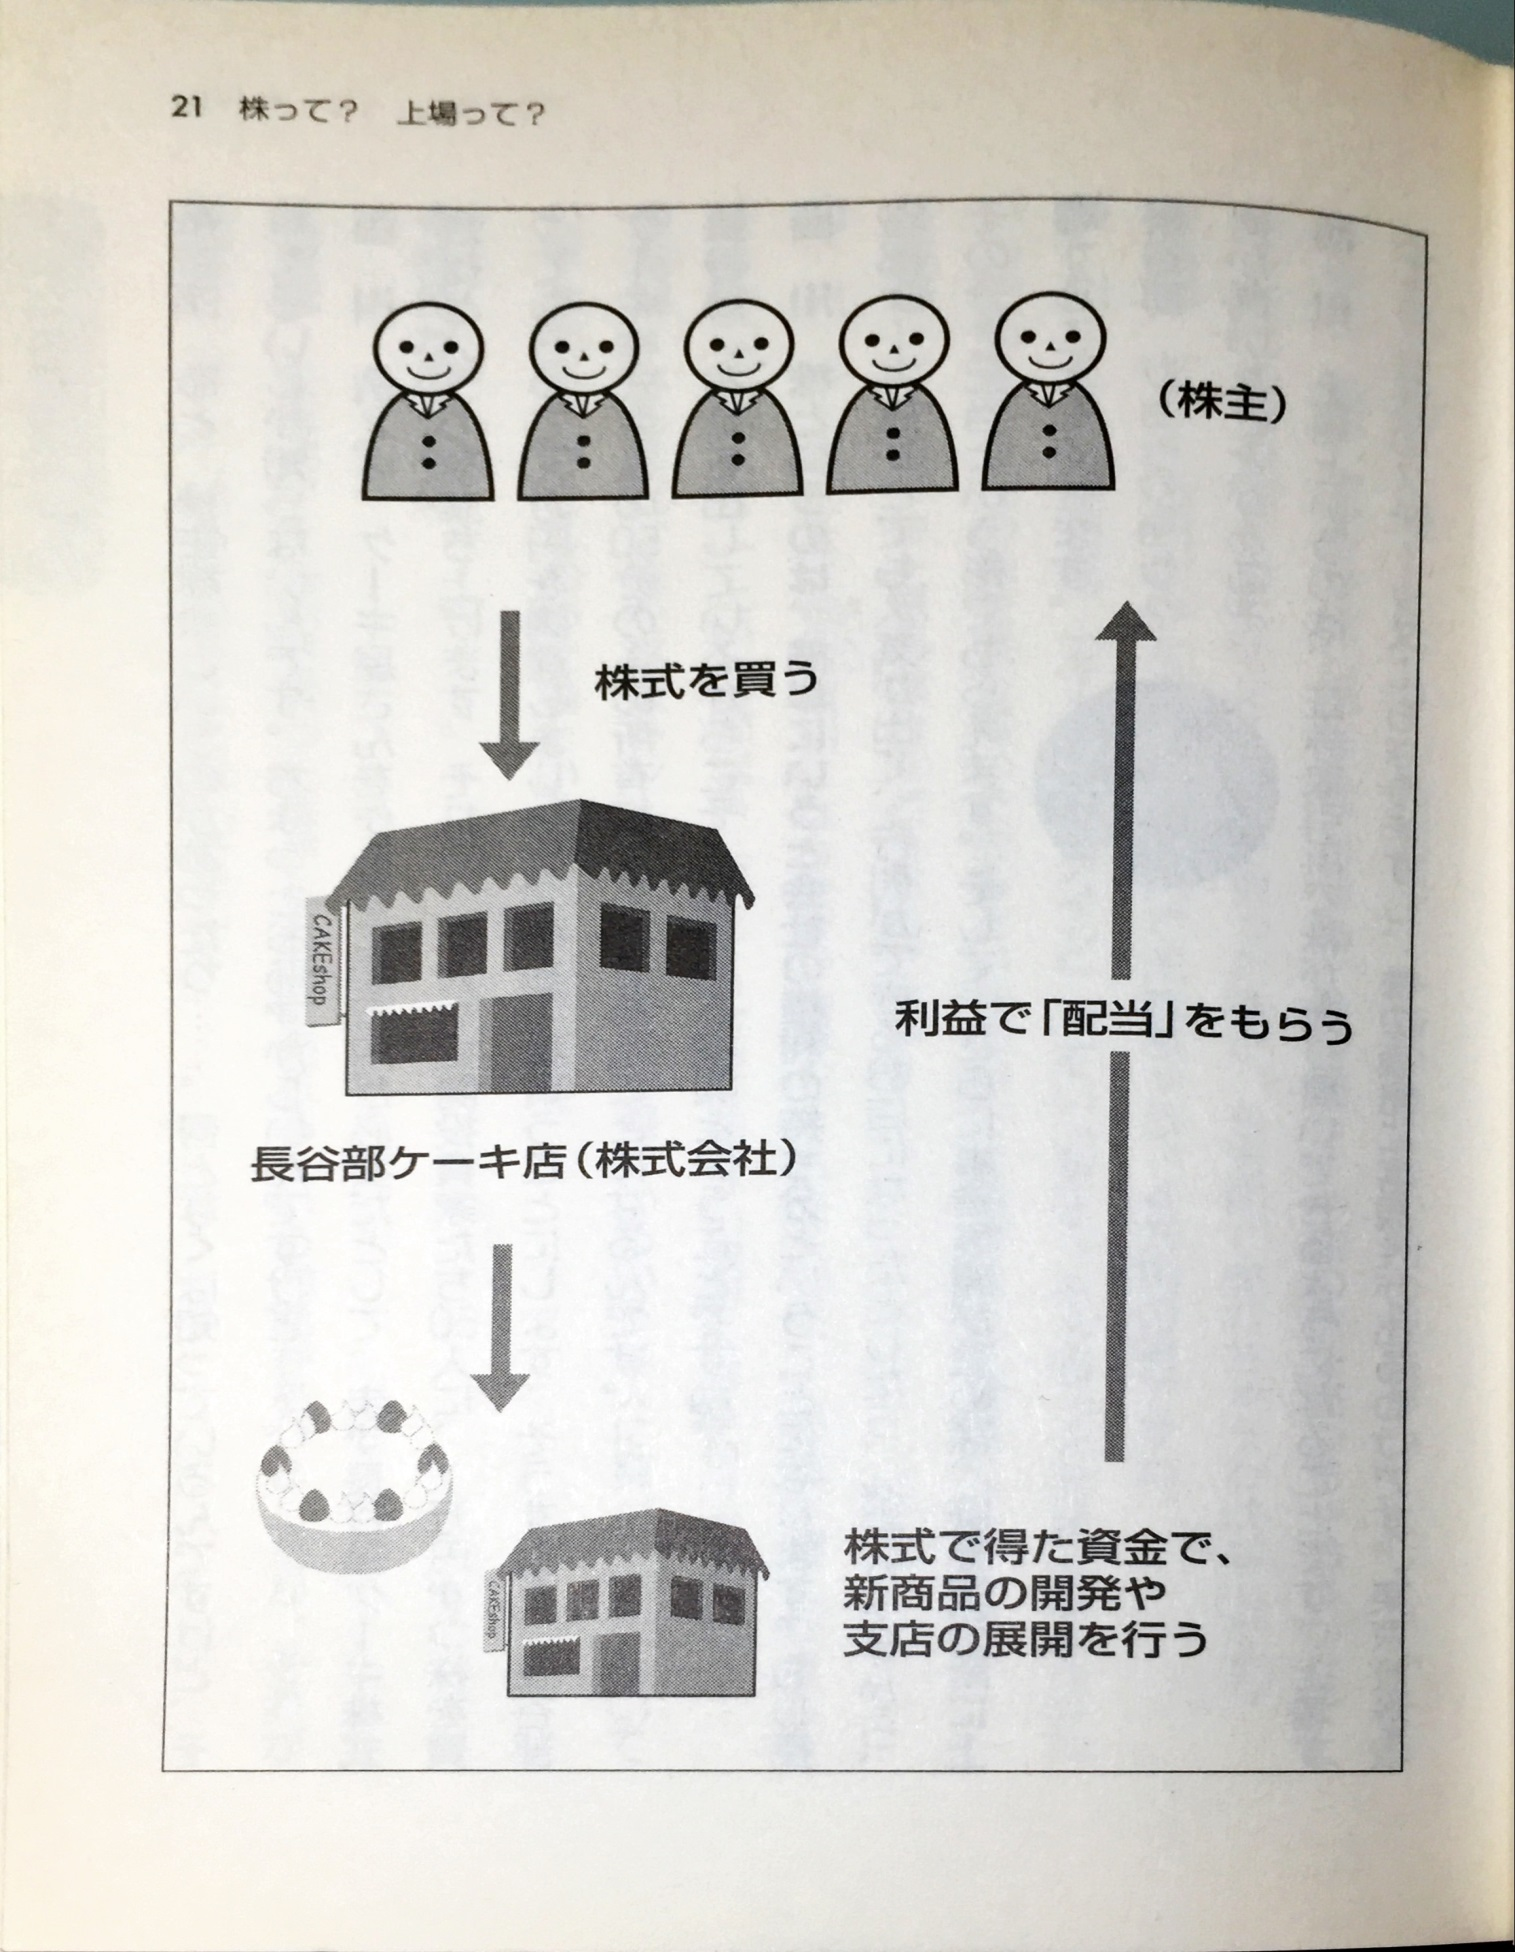 21 株って? 上場って?
(株主)
株式を買う
CAKEshop
利益で「配当」をもらう
長谷部ケーキ店(株式会社)
CAKEshop
株式で得た資金で、
新商品の開発や
支店の展開を行う